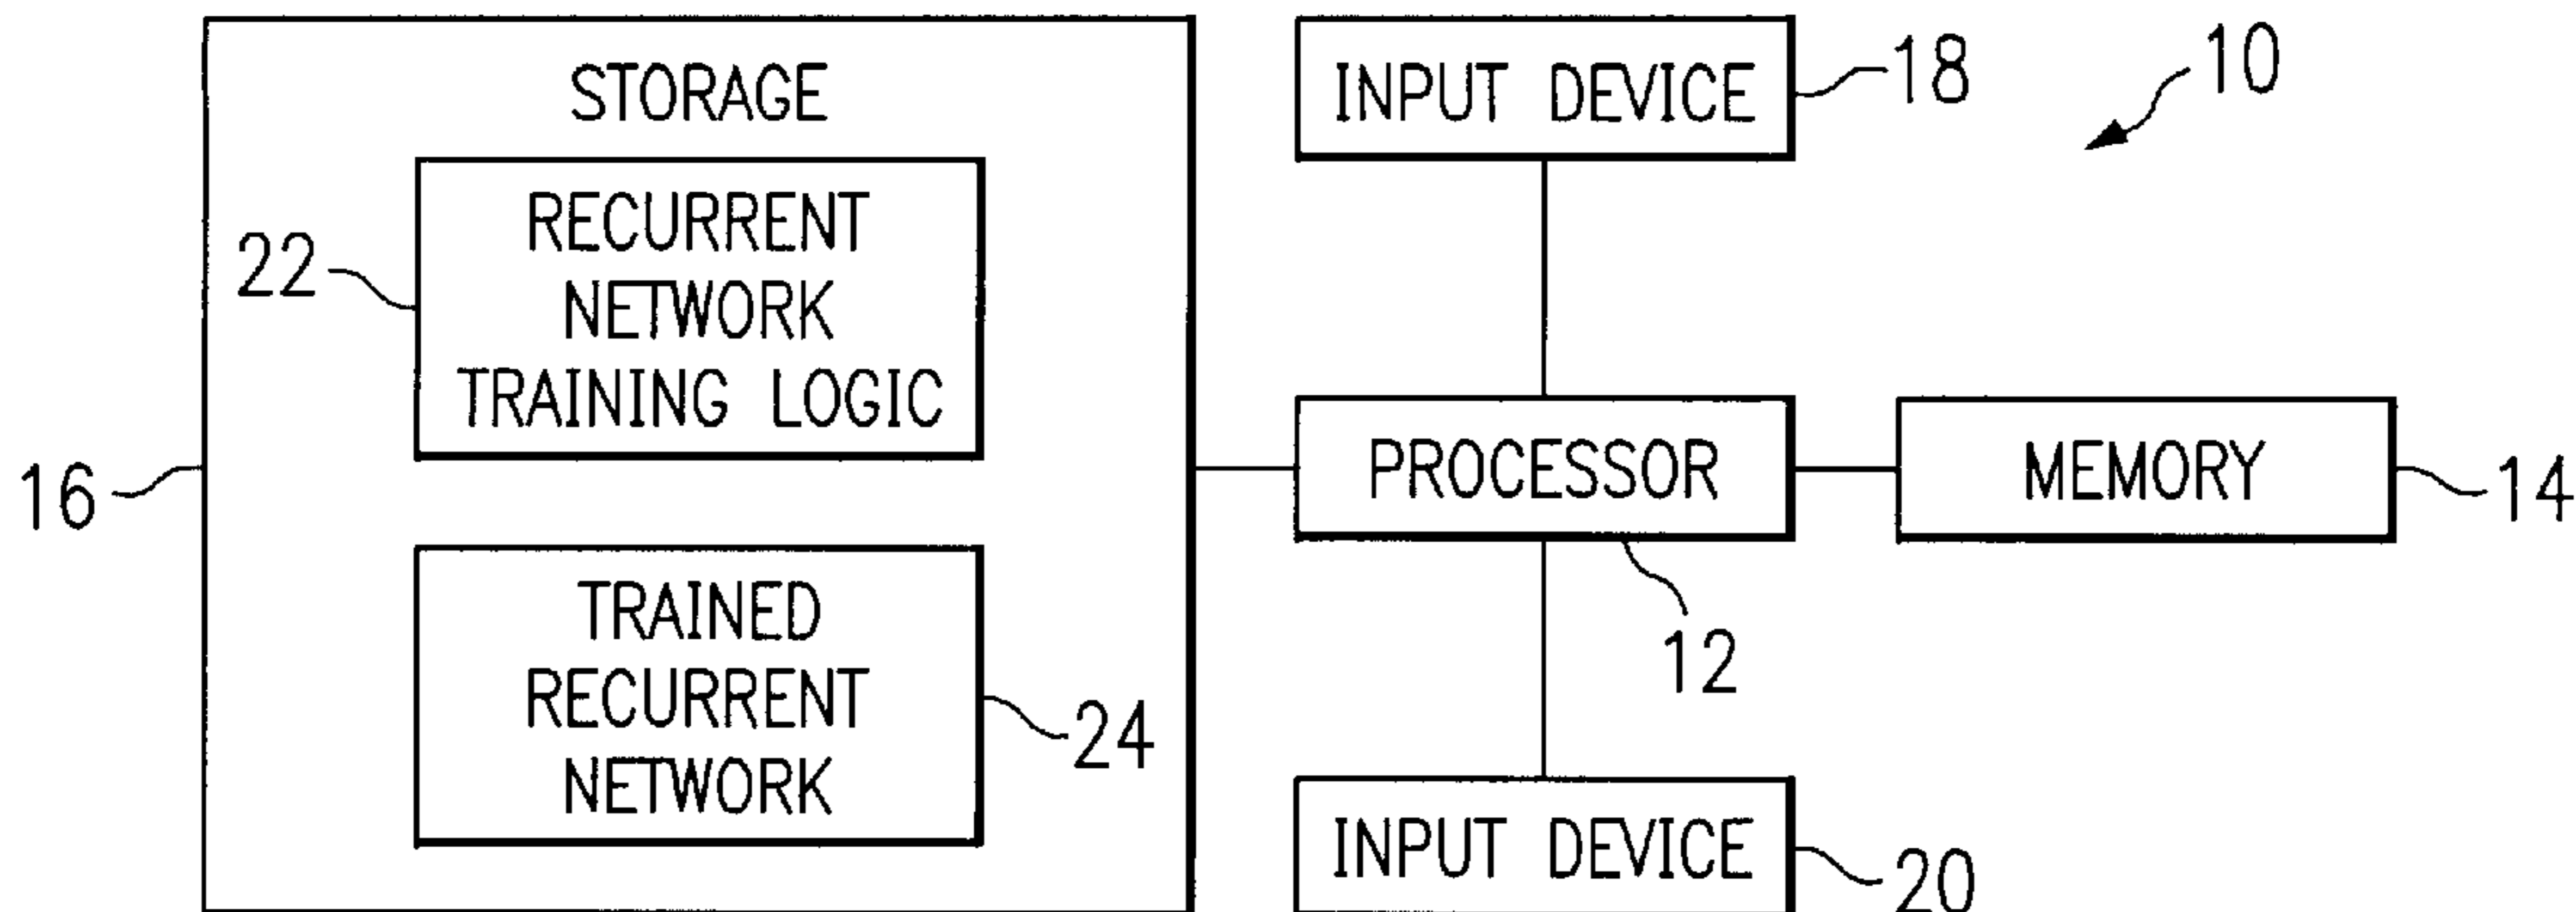 STORAGE
RECURRENT
NETWORK
TRAINING LOGIC
22
16
TRAINED
RECURRENT
NETWORK
24
INPUT DEVICE
18
10
PROCESSOR
12
MEMORY
14
INPUT DEVICE
20